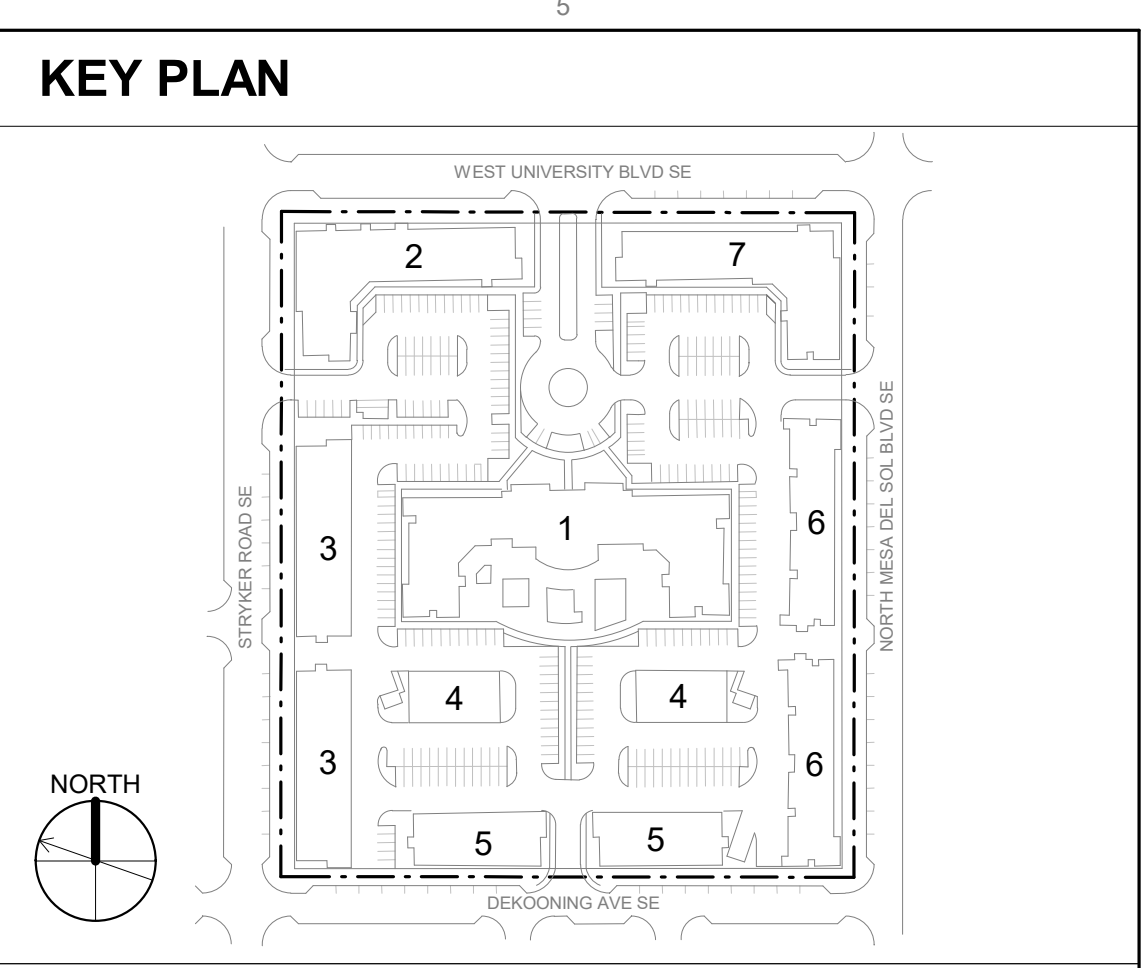 5
KEY PLAN
WEST UNIVERSITY BLVD SE
2
7
NORTH MESA DEL SOL BLVD SE
STRYKER ROAD SE
1
6
3
4
4
3
6
NORTH
5
5
DEKOONING AVE SE